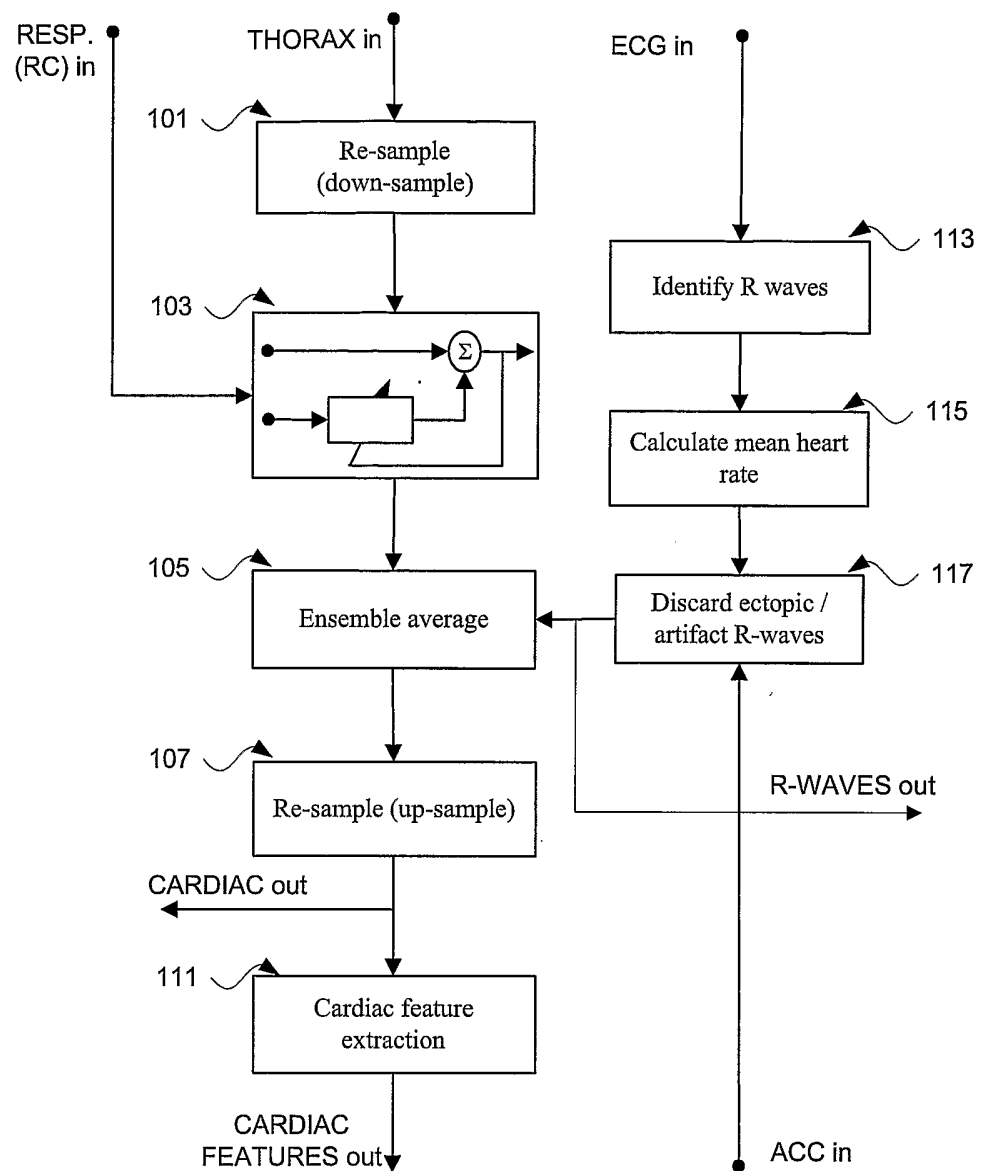 RESP.
(RC) in
THORAX in
ECG in
101
Re-sample
(down-sample)
113
Identify R waves
103
Σ
115
Calculate mean heart
rate
105
Ensemble average
117
Discard ectopic /
artifact R-waves
107
Re-sample (up-sample)
R-WAVES out
CARDIAC out
111
Cardiac feature
extraction
CARDIAC
FEATURES out
ACC in